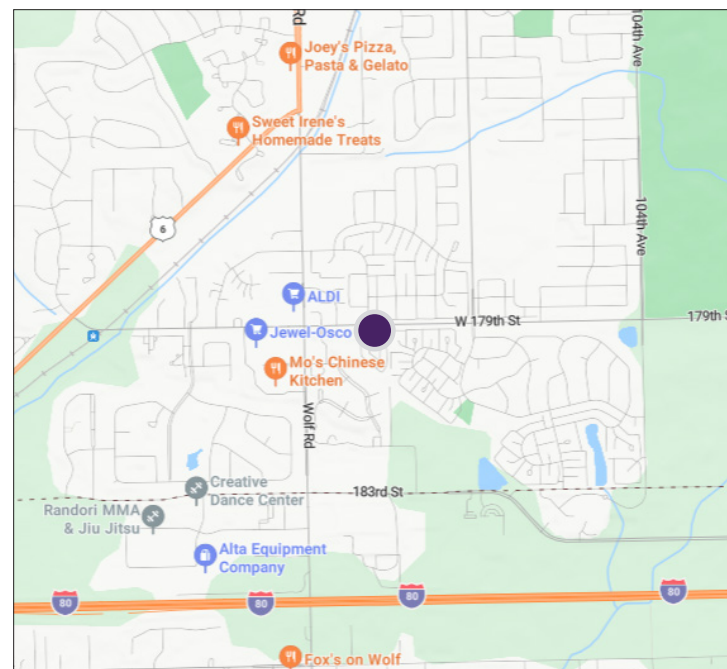 Rd
104th Ave
Joey's Pizza,
Pasta & Gelato
Sweet Irene's
Homemade Treats
6
104th Ave
ALDI
W 179th St
179th S
Jewel-Osco
Mo's Chinese
Kitchen
Wolf Rd
Creative
Dance Center
183rd St
Randori MMA
& Jiu Jitsu
Alta Equipment
Company
80
80
80
80
Fox's on Wolf